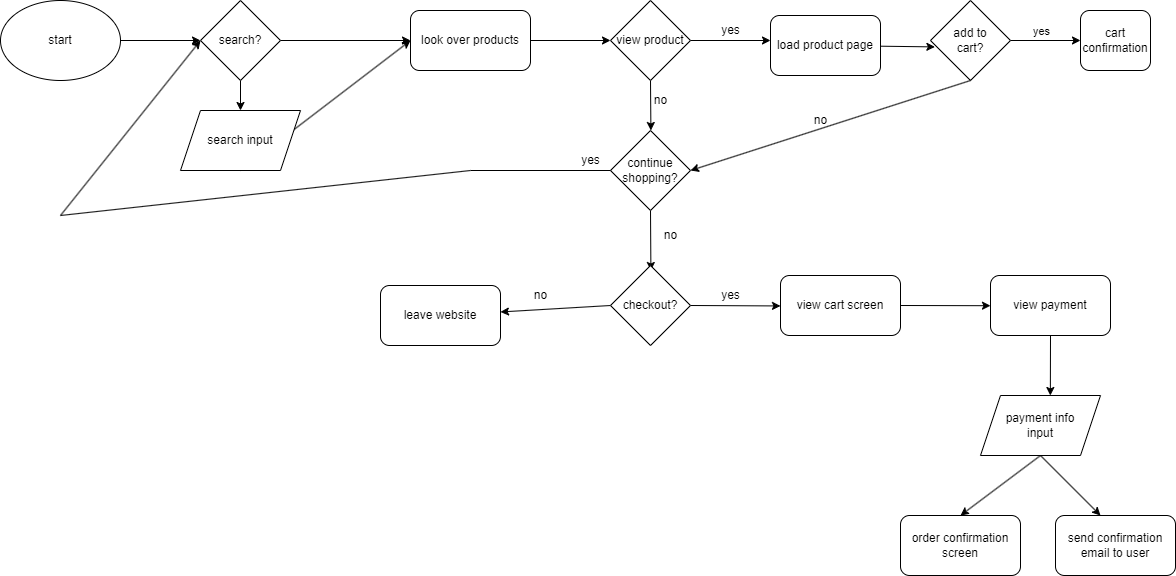 start
search?
look over products
view product
yes
load product page
add to
cart?
yes
cart
confirmation
search input
no
no
yes
continue
shopping?
no
leave website
no
checkout?
yes
view cart screen
view payment
payment info
input
order confirmation
screen
send confirmation
email to user